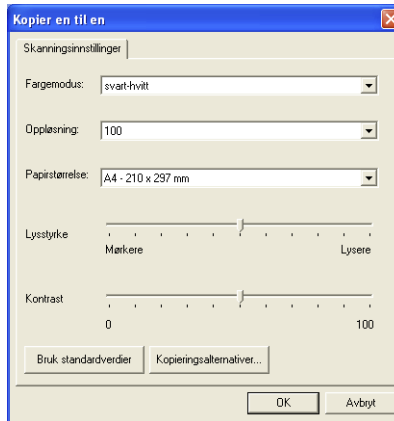 Kopier en til en
Skanningsinnstillinger
Fargemodus: svart-hvitt
Oppløsning: 100
Papirstørrelse: A4 - 210 x 297 mm
Lysstyrke
Mørkere Lysere
Kontrast
0 100
Bruk standardverdier Kopieringsalternativer...
OK Avbryt